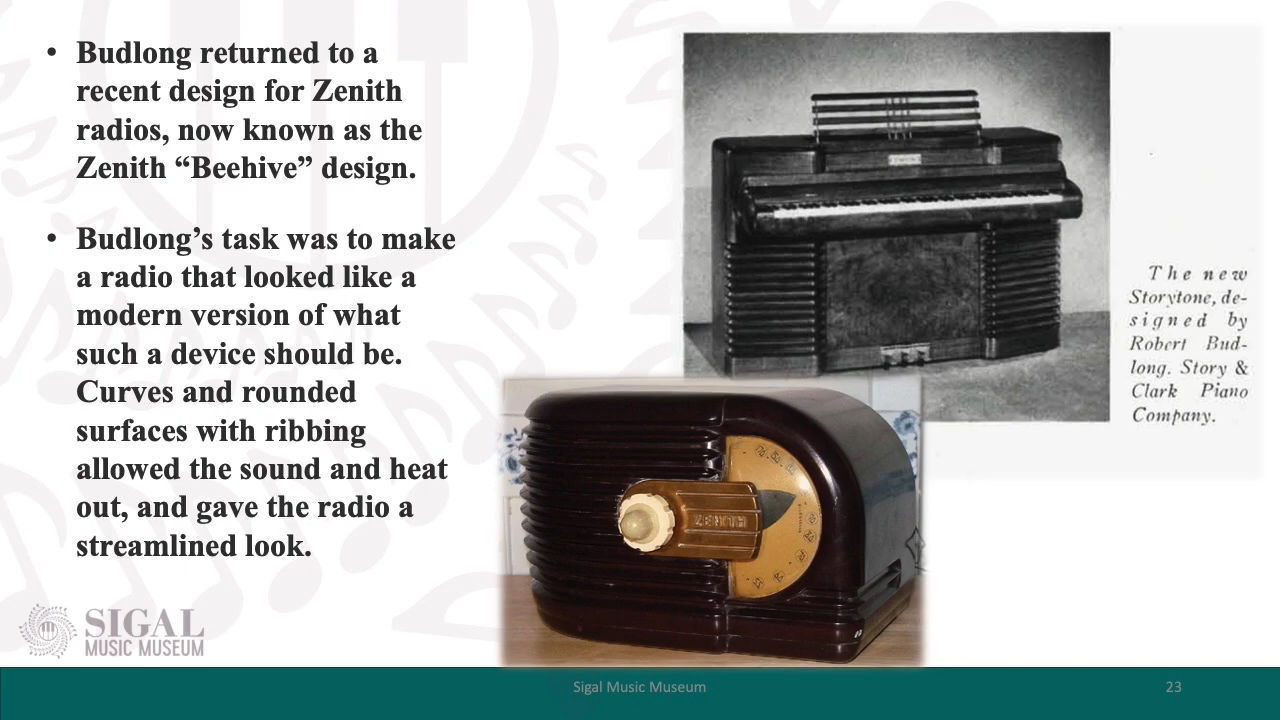 • Budlong returned to a
recent design for Zenith
radios, now known as the
Zenith “Beehive” design.
• Budlong’s task was to make
a radio that looked like a
modern version of what
such a device should be.
Curves and rounded
surfaces with ribbing
allowed the sound and heat
out, and gave the radio a
streamlined look.
The new
Storytone, de-
signed by
Robert Bud-
long. Story &
Clark Piano
Company.
ZENITH
SIGAL
MUSIC MUSEUM
Sigal Music Museum
23